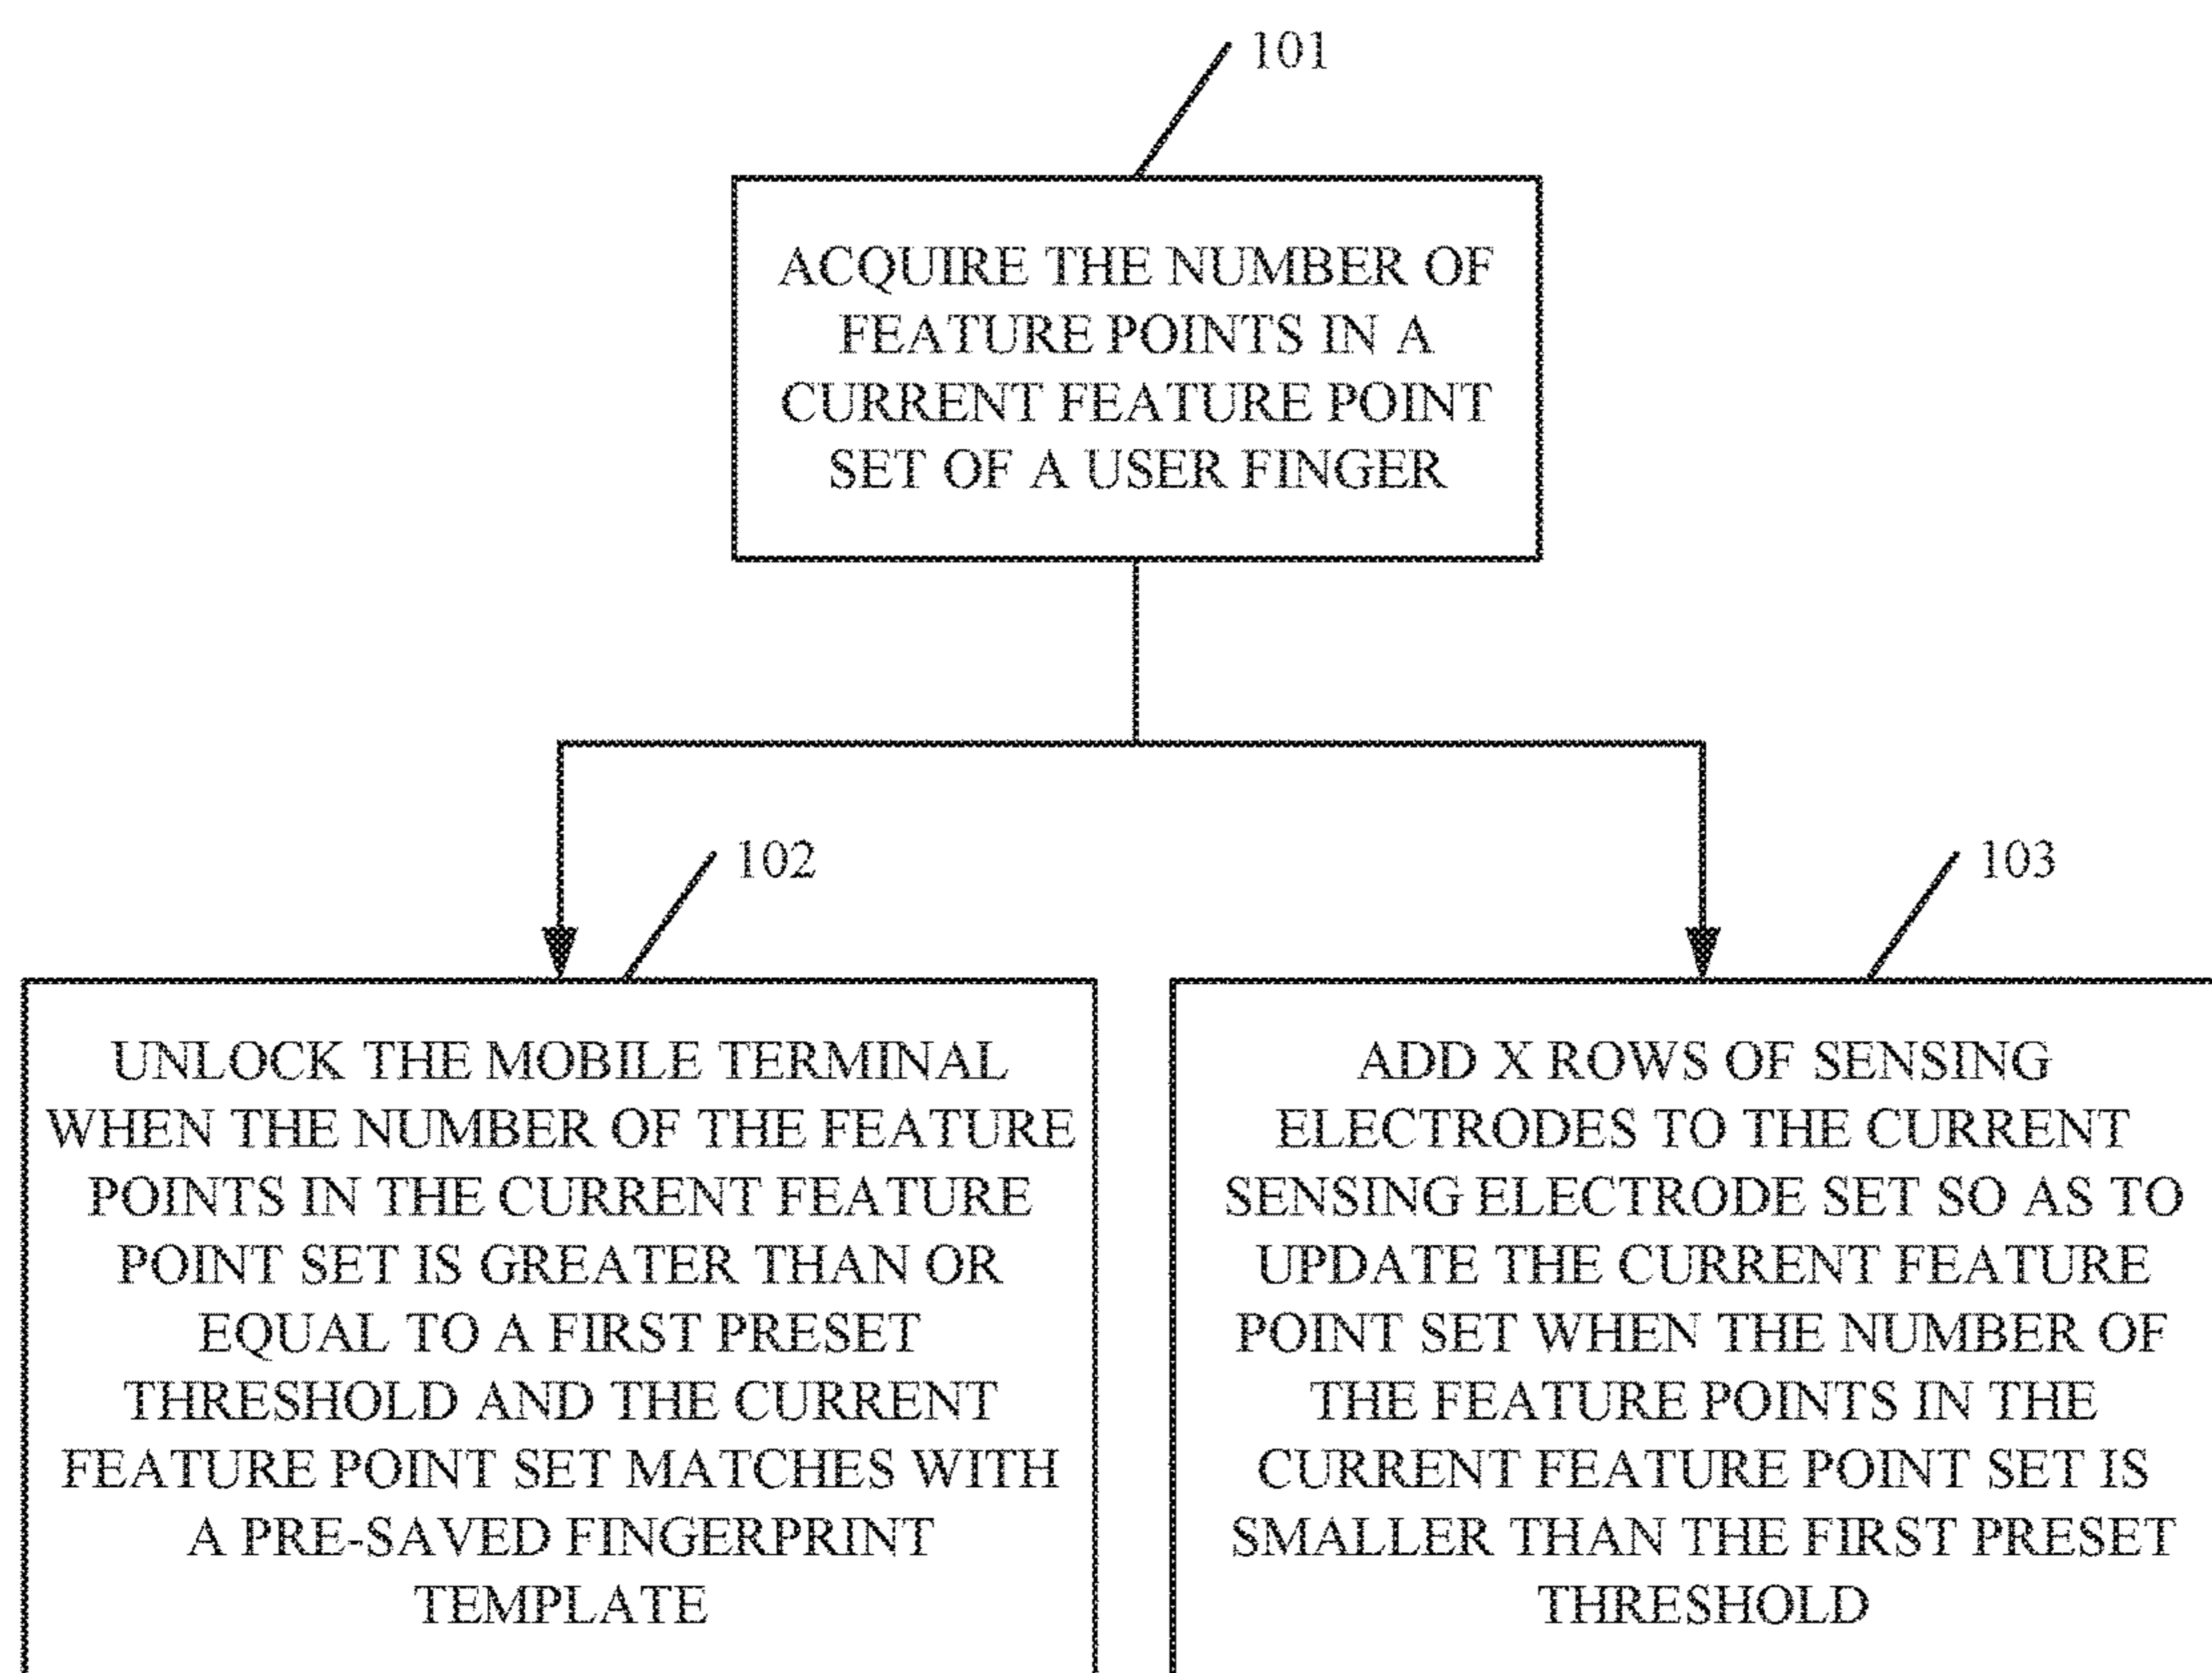 101
ACQUIRE THE NUMBER OF
FEATURE POINTS IN A
CURRENT FEATURE POINT
SET OF A USER FINGER
102
UNLOCK THE MOBILE TERMINAL
WHEN THE NUMBER OF THE FEATURE
POINTS IN THE CURRENT FEATURE
POINT SET IS GREATER THAN OR
EQUAL TO A FIRST PRESET
THRESHOLD AND THE CURRENT
FEATURE POINT SET MATCHES WITH
A PRE-SAVED FINGERPRINT
TEMPLATE
103
ADD X ROWS OF SENSING
ELECTRODES TO THE CURRENT
SENSING ELECTRODE SET SO AS TO
UPDATE THE CURRENT FEATURE
POINT SET WHEN THE NUMBER OF
THE FEATURE POINTS IN THE
CURRENT FEATURE POINT SET IS
SMALLER THAN THE FIRST PRESET
THRESHOLD